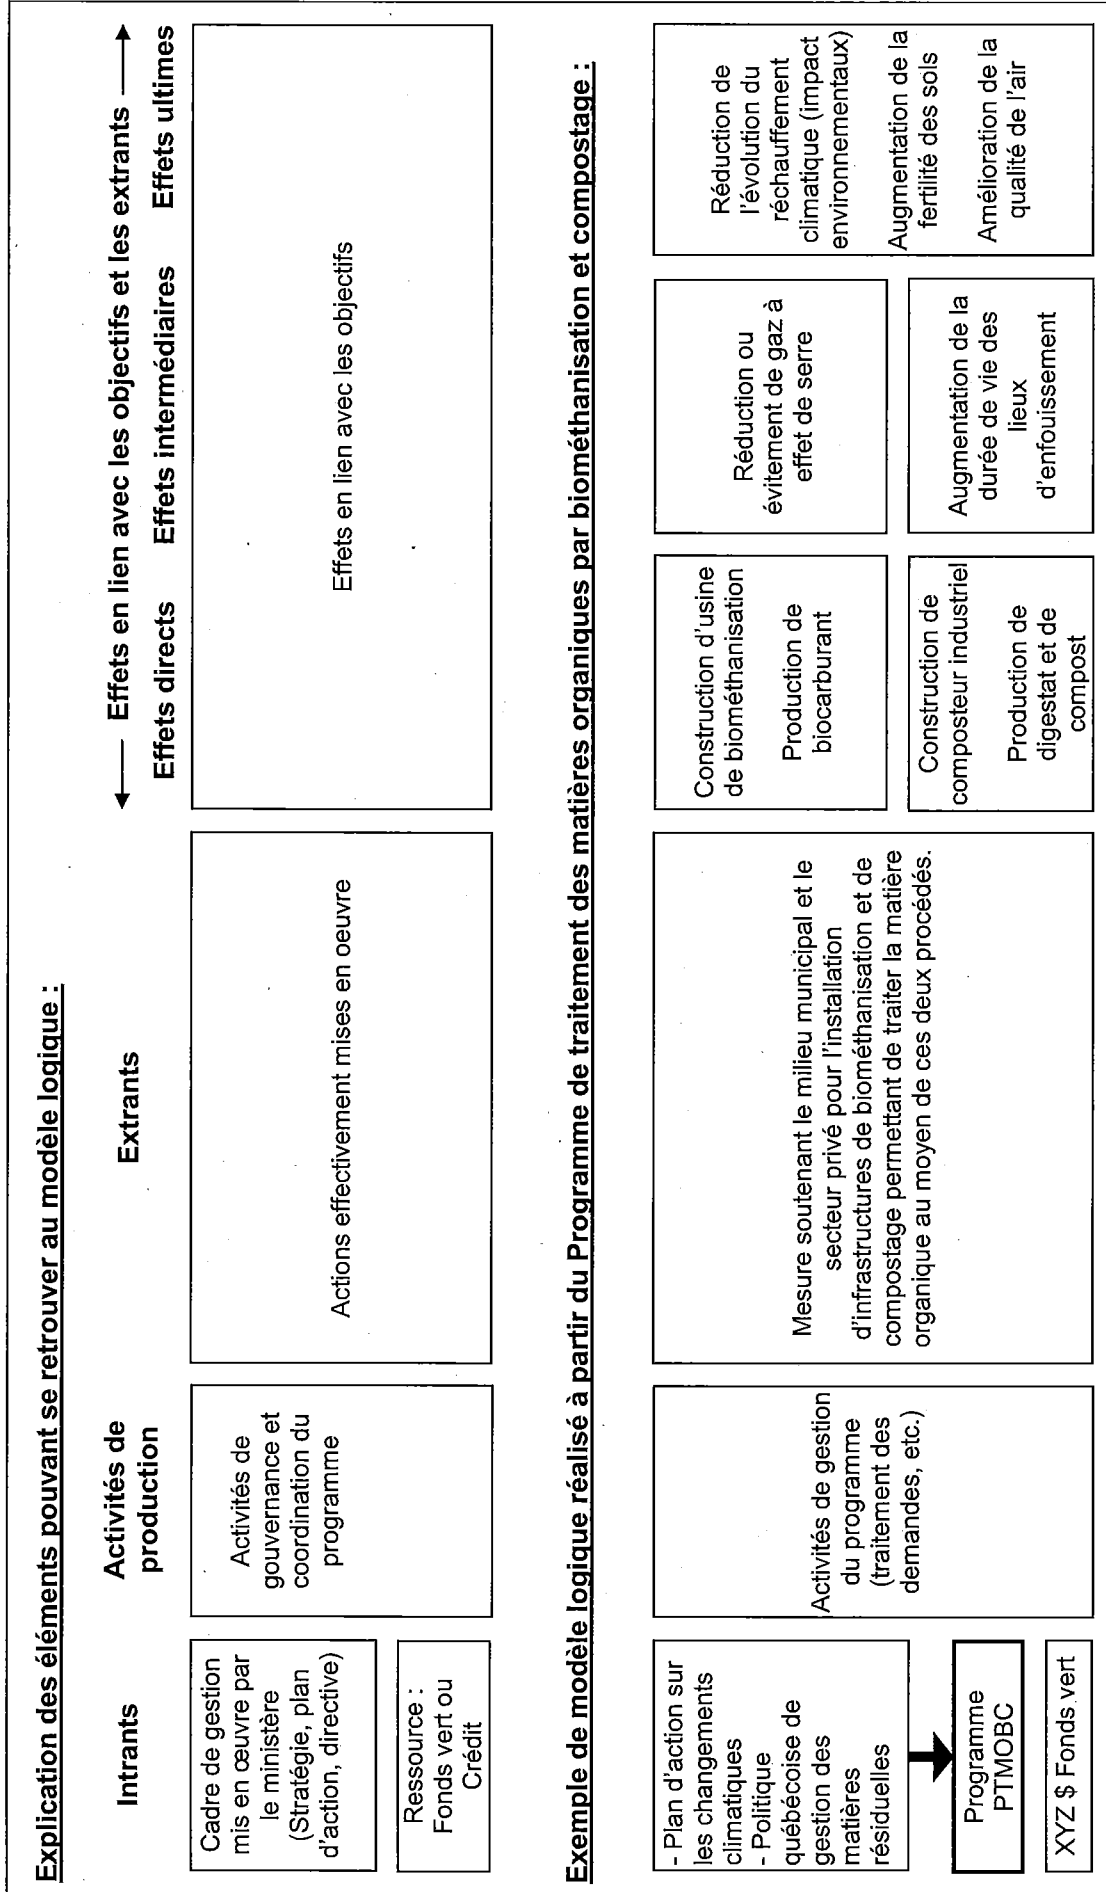 Explication des éléments pouvant se retrouver au modèle logique :
← Effets en lien avec les objectifs et les extrants →
Intrants
Activités de
production
Extrants
Effets directs
Effets intermédiaires
Effets ultimes
Cadre de gestion
mis en œuvre par
le ministère
(Stratégie, plan
d'action, directive)
Ressource :
Fonds vert ou
Crédit
Activités de
gouvernance et
coordination du
programme
Actions effectivement mises en oeuvre
Effets en lien avec les objectifs
Exemple de modèle logique réalisé à partir du Programme de traitement des matières organiques par biométhanisation et compostage :
- Plan d'action sur
les changements
climatiques
- Politique
québécoise de
gestion des
matières
résiduelles
Programme
PTMOBC
XYZ $ Fonds vert
Activités de gestion
du programme
(traitement des
demandes, etc.)
Mesure soutenant le milieu municipal et le
secteur privé pour l'installation
d'infrastructures de biométhanisation et de
compostage permettant de traiter la matière
organique au moyen de ces deux procédés.
Construction d'usine
de biométhanisation
Production de
biocarburant
Construction de
composteur industriel
Production de
digestat et de
compost
Réduction ou
évitement de gaz à
effet de serre
Augmentation de la
durée de vie des
lieux
d'enfouissement
Réduction de
l'évolution du
réchauffement
climatique (impact
environnementaux)
Augmentation de la
fertilité des sols
Amélioration de la
qualité de l'air